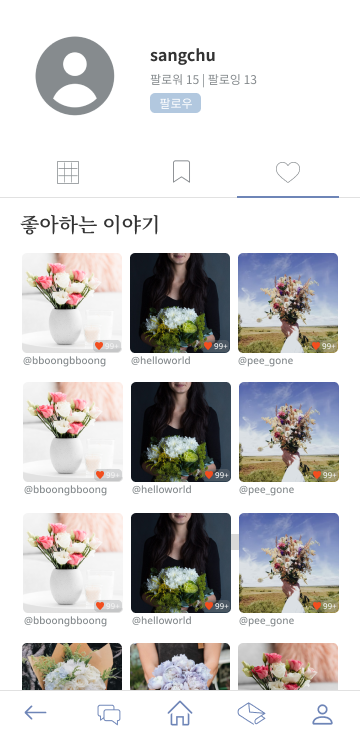 sangchu
팔로워 15 | 팔로잉 13
팔로우
좋아하는 이야기
99+ 99+ 99+
@bboongbboong @helloworld @pee_gone
99+ 99+ 99+
@bboongbboong @helloworld @pee_gone
99+ 99+ 99+
@bboongbboong @helloworld @pee_gone